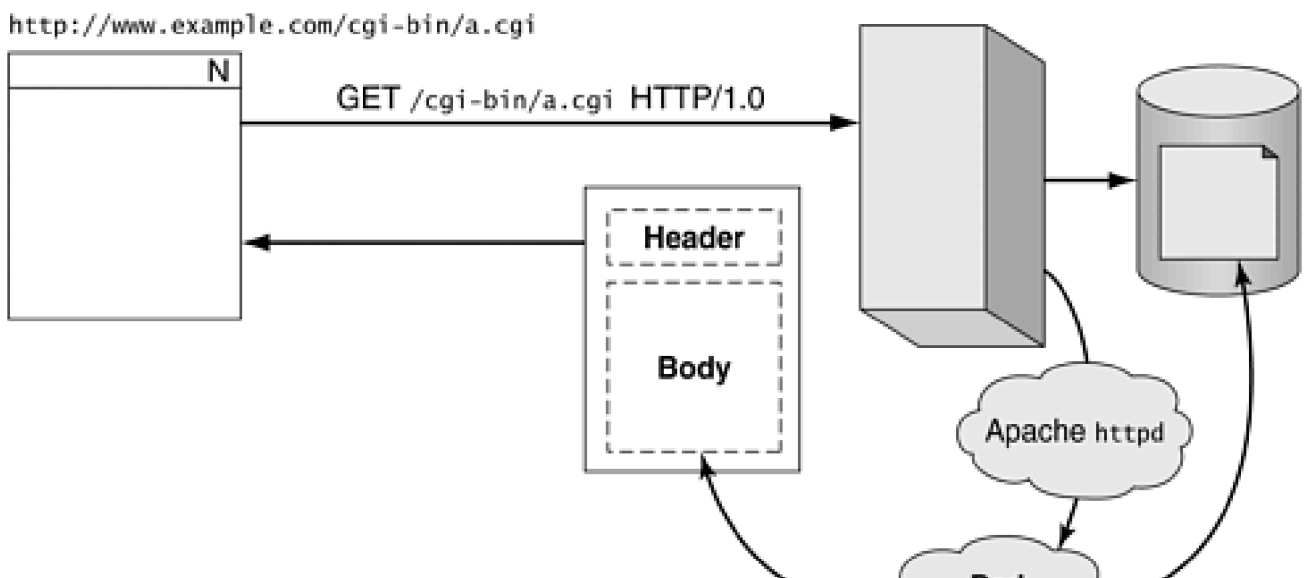 http://www.example.com/cgi-bin/a.cgi
N
GET /cgi-bin/a.cgi HTTP/1.0
Header
Body
Apache httpd